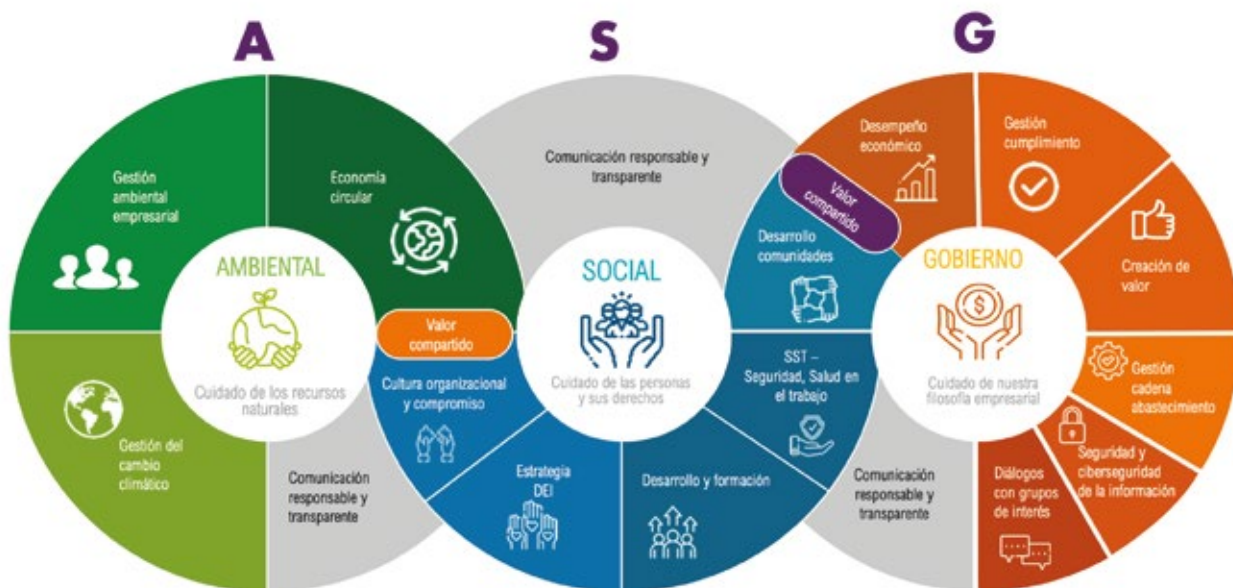 A
S
G
Gestión
ambiental
empresarial
Economía
circular
AMBIENTAL
Cuidado de los recursos
naturales
Gestión del
cambio
climático
Comunicación
responsable y
transparente
Valor
compartido
Comunicación responsable y
transparente
SOCIAL
Cuidado de las personas
y sus derechos
Cultura organizacional
y compromiso
Estrategia
DEI
Desarrollo y formación
SST –
Seguridad, Salud en
el trabajo
Desarrollo
comunidades
Valor
compartido
Desempeño
económico
Gestión
cumplimiento
Creación de
valor
GOBIERNO
Cuidado de nuestra
filosofía empresarial
$
Gestión
cadena
abastecimiento
Seguridad y
ciberseguridad
de la información
Diálogos
con grupos
de interés
Comunicación
responsable y
transparente